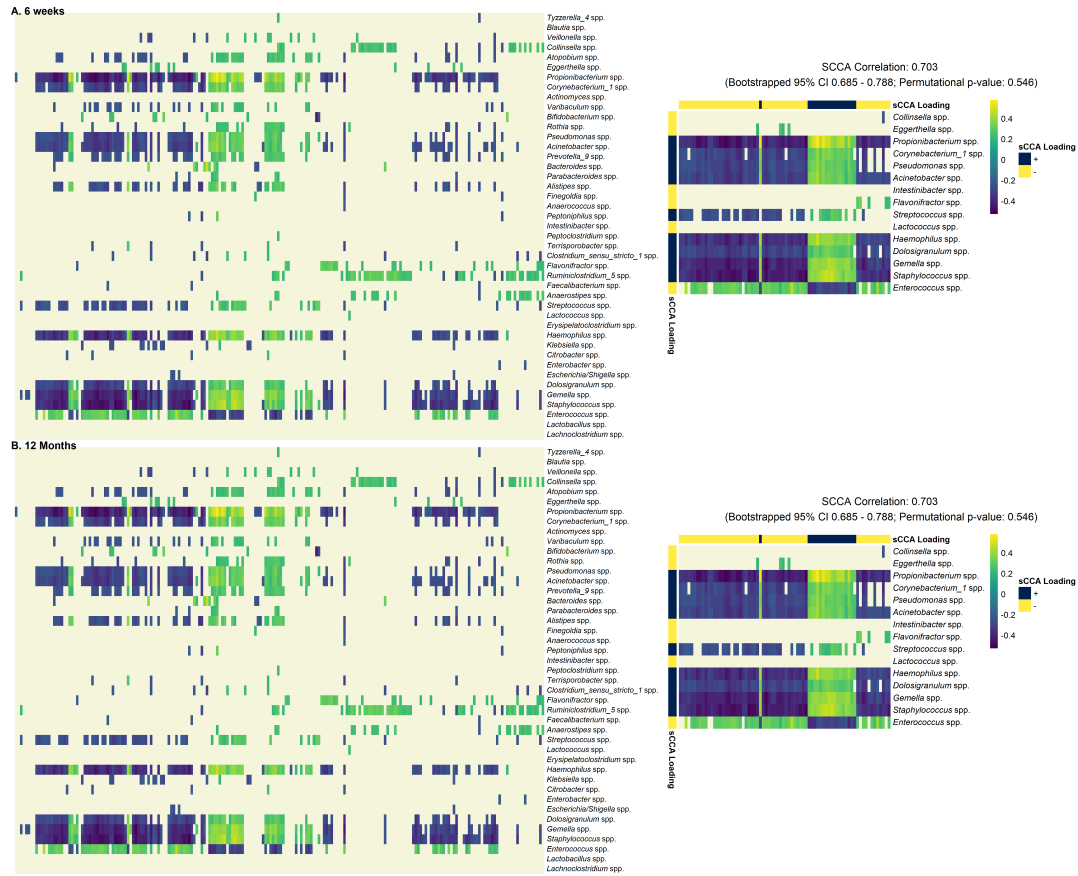 A. 6 weeks
Tyzzerella_4 spp.
Blautia spp.
Veillonella spp.
Collinsella spp.
Atopobium spp.
Eggerthella spp.
Propionibacterium spp.
Corynebacterium_1 spp.
Actinomyces spp.
Varibaculum spp.
Bifidobacterium spp.
Rothia spp.
Pseudomonas spp.
Acinetobacter spp.
Prevotella_9 spp.
Bacteroides spp.
Parabacteroides spp.
Alistipes spp.
Finegoldia spp.
Anaerococcus spp.
Peptoniphilus spp.
Intestinibacter spp.
Peptoclostridium spp.
Terrisporobacter spp.
Clostridium_sensu_stricto_1 spp.
Flavonifractor spp.
Ruminiclostridium_5 spp.
Faecalibacterium spp.
Anaerostipes spp.
Streptococcus spp.
Lactococcus spp.
Erysipelatoclostridium spp.
Haemophilus spp.
Klebsiella spp.
Citrobacter spp.
Enterobacter spp.
Escherichia/Shigella spp.
Dolosigranulum spp.
Gemella spp.
Staphylococcus spp.
Enterococcus spp.
Lactobacillus spp.
Lachnoclostridium spp.
SCCA Correlation: 0.703
(Bootstrapped 95% CI 0.685 - 0.788; Permutational p-value: 0.546)
sCCA Loading
Collinsella spp.
Eggerthella spp.
Propionibacterium spp.
Corynebacterium_1 spp.
Pseudomonas spp.
Acinetobacter spp.
Intestinibacter spp.
Flavonifractor spp.
Streptococcus spp.
Lactococcus spp.
Haemophilus spp.
Dolosigranulum spp.
Gemella spp.
Staphylococcus spp.
Enterococcus spp.
sCCA Loading
0.4
0.2
0
-0.2
-0.4
sCCA Loading
+
-
B. 12 Months
Tyzzerella_4 spp.
Blautia spp.
Veillonella spp.
Collinsella spp.
Atopobium spp.
Eggerthella spp.
Propionibacterium spp.
Corynebacterium_1 spp.
Actinomyces spp.
Varibaculum spp.
Bifidobacterium spp.
Rothia spp.
Pseudomonas spp.
Acinetobacter spp.
Prevotella_9 spp.
Bacteroides spp.
Parabacteroides spp.
Alistipes spp.
Finegoldia spp.
Anaerococcus spp.
Peptoniphilus spp.
Intestinibacter spp.
Peptoclostridium spp.
Terrisporobacter spp.
Clostridium_sensu_stricto_1 spp.
Flavonifractor spp.
Ruminiclostridium_5 spp.
Faecalibacterium spp.
Anaerostipes spp.
Streptococcus spp.
Lactococcus spp.
Erysipelatoclostridium spp.
Haemophilus spp.
Klebsiella spp.
Citrobacter spp.
Enterobacter spp.
Escherichia/Shigella spp.
Dolosigranulum spp.
Gemella spp.
Staphylococcus spp.
Enterococcus spp.
Lactobacillus spp.
Lachnoclostridium spp.
SCCA Correlation: 0.703
(Bootstrapped 95% CI 0.685 - 0.788; Permutational p-value: 0.546)
sCCA Loading
Collinsella spp.
Eggerthella spp.
Propionibacterium spp.
Corynebacterium_1 spp.
Pseudomonas spp.
Acinetobacter spp.
Intestinibacter spp.
Flavonifractor spp.
Streptococcus spp.
Lactococcus spp.
Haemophilus spp.
Dolosigranulum spp.
Gemella spp.
Staphylococcus spp.
Enterococcus spp.
sCCA Loading
0.4
0.2
0
-0.2
-0.4
sCCA Loading
+
-